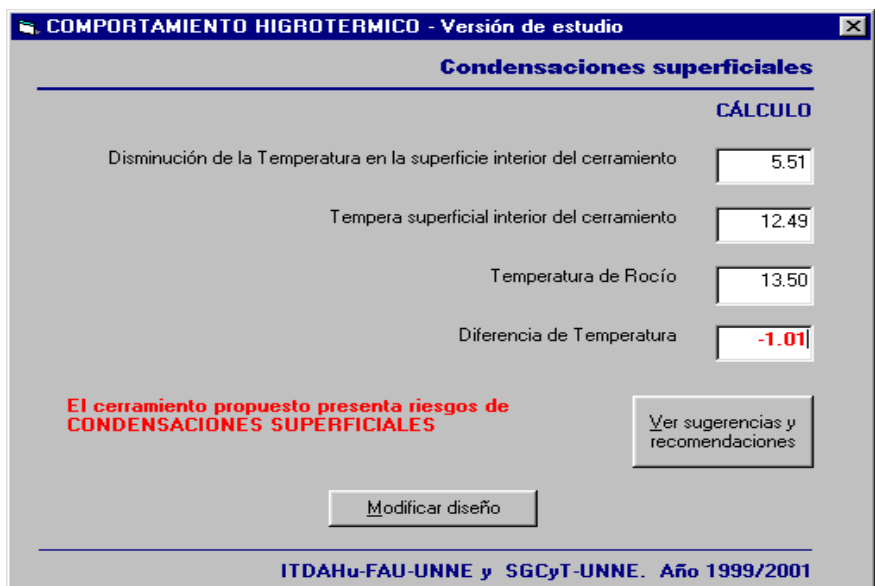 COMPORTAMIENTO HIGROTERMICO - Versión de estudio
Condensaciones superficiales
CÁLCULO
Disminución de la Temperatura en la superficie interior del cerramiento 5.51
Tempera superficial interior del cerramiento 12.49
Temperatura de Rocío 13.50
Diferencia de Temperatura -1.01
El cerramiento propuesto presenta riesgos de
CONDENSACIONES SUPERFICIALES
Ver sugerencias y
recomendaciones
Modificar diseño
ITDAHu-FAU-UNNE y SGCyT-UNNE. Año 1999/2001